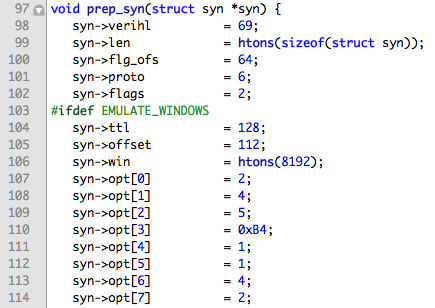 97 void prep_syn(struct syn *syn) {
98 syn->verihl = 69;
99 syn->len = htons(sizeof(struct syn));
100 syn->flg_ofs = 64;
101 syn->proto = 6;
102 syn->flags = 2;
103 #ifdef EMULATE_WINDOWS
104 syn->ttl = 128;
105 syn->offset = 112;
106 syn->win = htons(8192);
107 syn->opt[0] = 2;
108 syn->opt[1] = 4;
109 syn->opt[2] = 5;
110 syn->opt[3] = 0xB4;
111 syn->opt[4] = 1;
112 syn->opt[5] = 1;
113 syn->opt[6] = 4;
114 syn->opt[7] = 2;